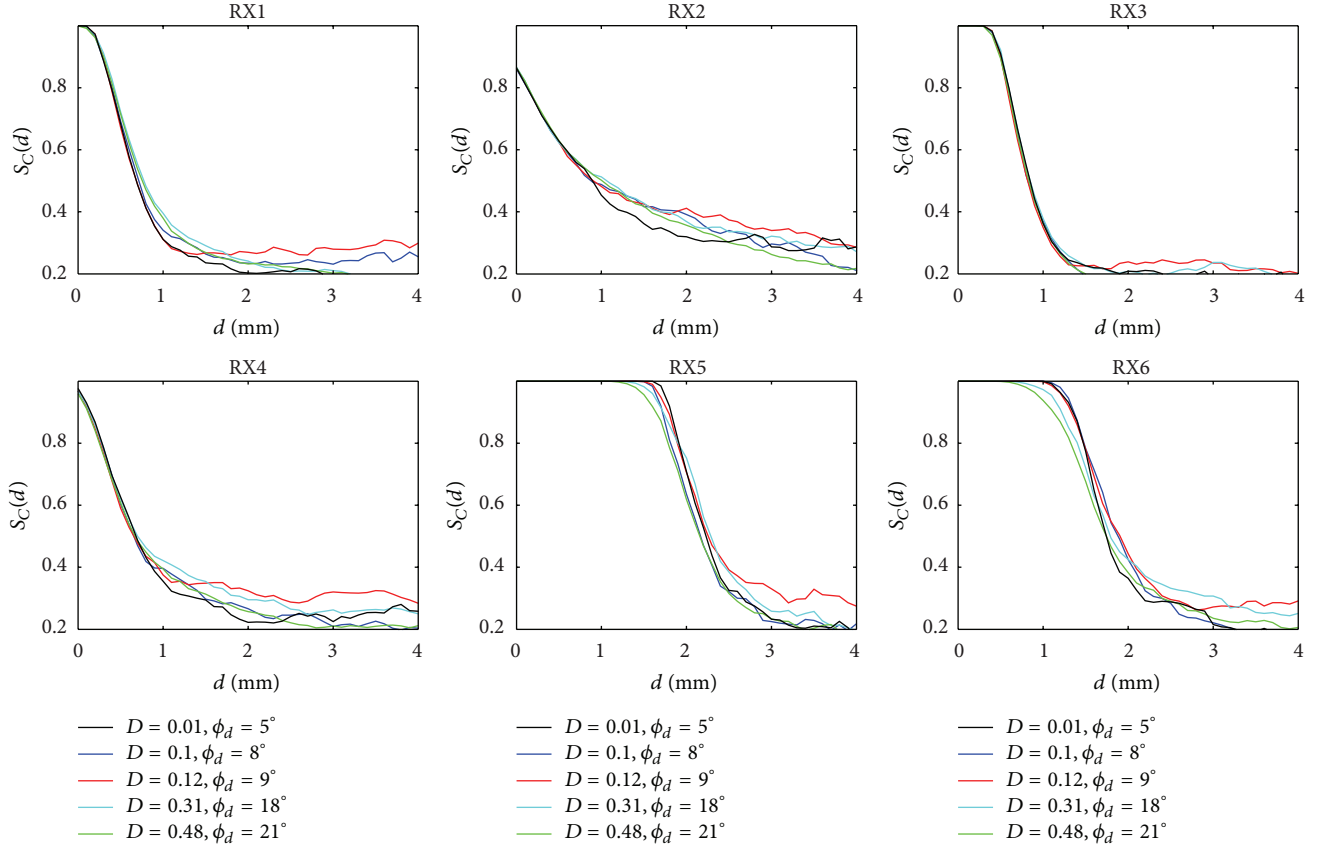 RX1
RX2
RX3
0.8
0.6
0.4
0.2
S_C(d)
0 1 2 3 4
d (mm)
0.8
0.6
0.4
0.2
S_C(d)
0 1 2 3 4
d (mm)
0.8
0.6
0.4
0.2
S_C(d)
0 1 2 3 4
d (mm)
RX4
RX5
RX6
0.8
0.6
0.4
0.2
S_C(d)
0 1 2 3 4
d (mm)
0.8
0.6
0.4
0.2
S_C(d)
0 1 2 3 4
d (mm)
0.8
0.6
0.4
0.2
S_C(d)
0 1 2 3 4
d (mm)
D = 0.01, ϕ_d = 5°
D = 0.1, ϕ_d = 8°
D = 0.12, ϕ_d = 9°
D = 0.31, ϕ_d = 18°
D = 0.48, ϕ_d = 21°
D = 0.01, ϕ_d = 5°
D = 0.1, ϕ_d = 8°
D = 0.12, ϕ_d = 9°
D = 0.31, ϕ_d = 18°
D = 0.48, ϕ_d = 21°
D = 0.01, ϕ_d = 5°
D = 0.1, ϕ_d = 8°
D = 0.12, ϕ_d = 9°
D = 0.31, ϕ_d = 18°
D = 0.48, ϕ_d = 21°